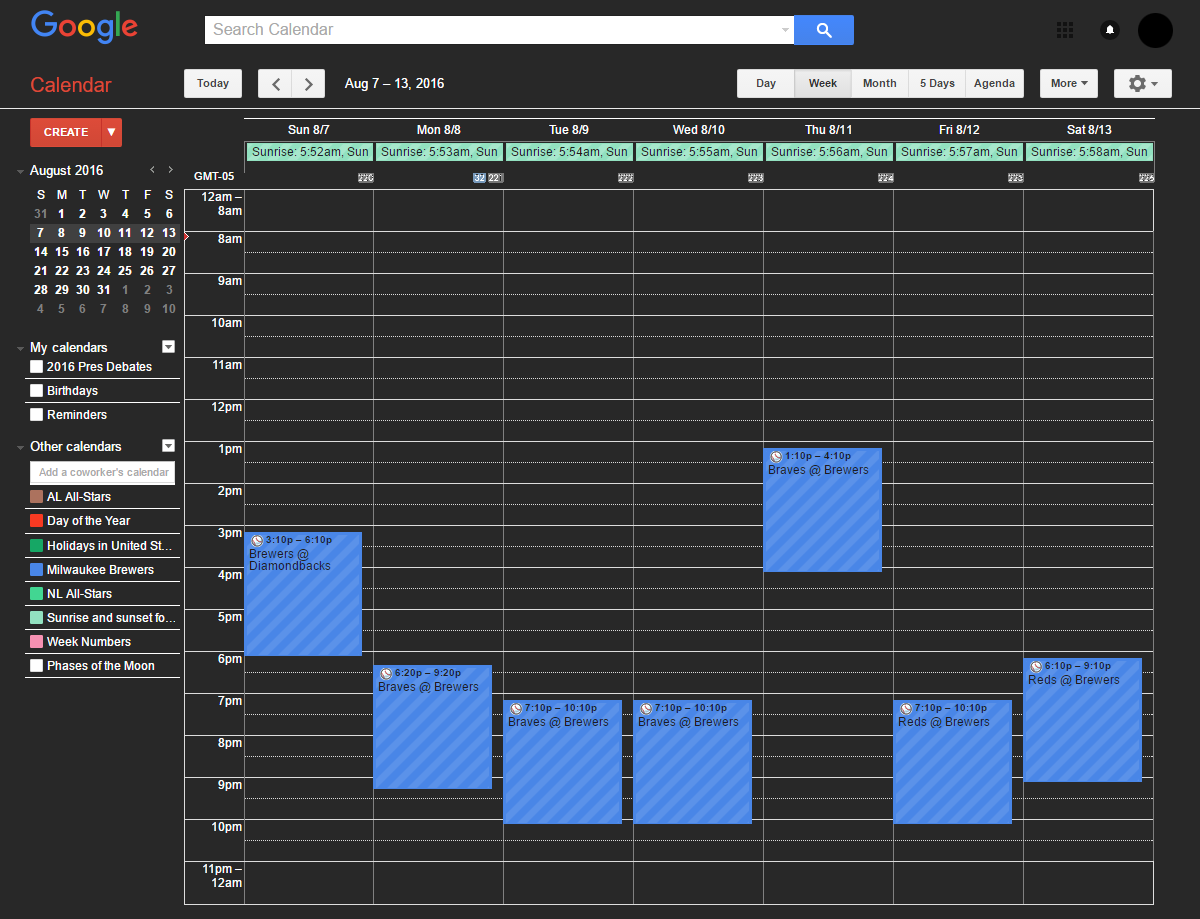 Google
Search Calendar
Calendar
Today
Aug 7 – 13, 2016
Day Week Month 5 Days Agenda
More
CREATE
August 2016
S M T W T F S
31 1 2 3 4 5 6
7 8 9 10 11 12 13
14 15 16 17 18 19 20
21 22 23 24 25 26 27
28 29 30 31 1 2 3
4 5 6 7 8 9 10
My calendars
2016 Pres Debates
Birthdays
Reminders
Other calendars
Add a coworker's calendar
AL All-Stars
Day of the Year
Holidays in United St...
Milwaukee Brewers
NL All-Stars
Sunrise and sunset fo...
Week Numbers
Phases of the Moon
Sun 8/7 Mon 8/8 Tue 8/9 Wed 8/10 Thu 8/11 Fri 8/12 Sat 8/13
Sunrise: 5:52am, Sun Sunrise: 5:53am, Sun Sunrise: 5:54am, Sun Sunrise: 5:55am, Sun Sunrise: 5:56am, Sun Sunrise: 5:57am, Sun Sunrise: 5:58am, Sun
GMT-05
12am –
8am
8am
9am
10am
11am
12pm
1pm
2pm
3pm
4pm
5pm
6pm
7pm
8pm
9pm
10pm
11pm –
12am
3:10p – 6:10p
Brewers @
Diamondbacks
6:20p – 9:20p
Braves @ Brewers
7:10p – 10:10p
Braves @ Brewers
7:10p – 10:10p
Braves @ Brewers
1:10p – 4:10p
Braves @ Brewers
7:10p – 10:10p
Reds @ Brewers
6:10p – 9:10p
Reds @ Brewers